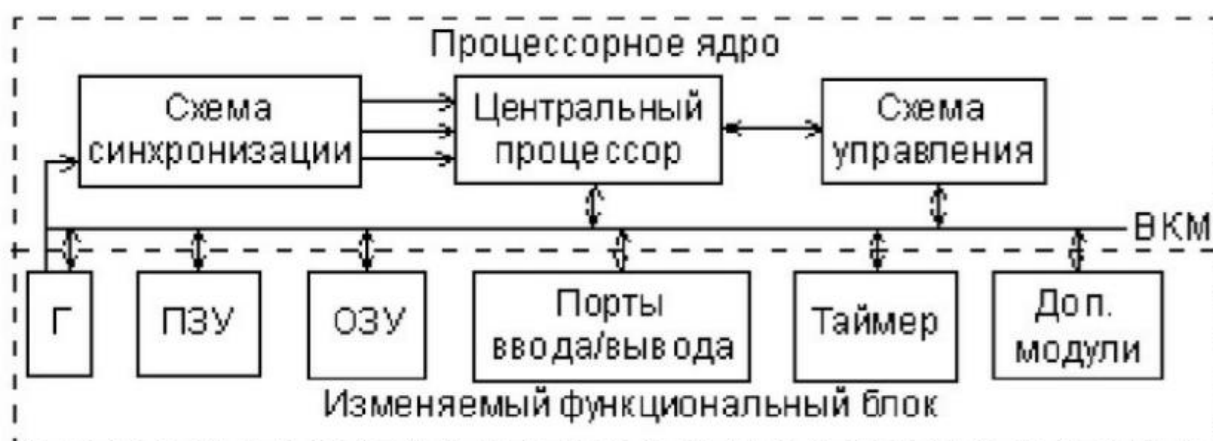 Процессорное ядро
Схема
синхронизации
Центральный
процессор
Схема
управления
ВКМ
Г
ПЗУ
ОЗУ
Порты
ввода/вывода
Таймер
Доп.
модули
Изменяемый функциональный блок